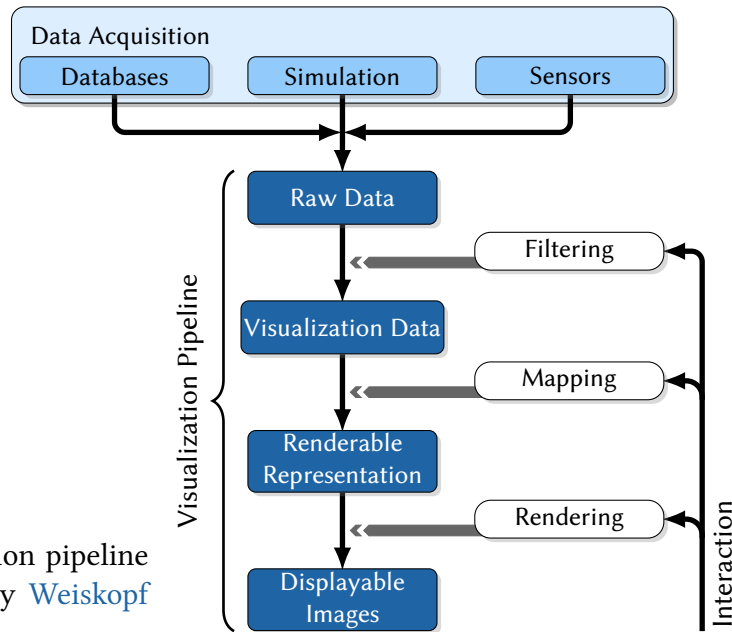 Data Acquisition
Databases
Simulation
Sensors
Raw Data
Filtering
Visualization Data
Mapping
Renderable
Representation
Rendering
Displayable
Images
Visualization Pipeline
Interaction
pipeline
Weiskopf